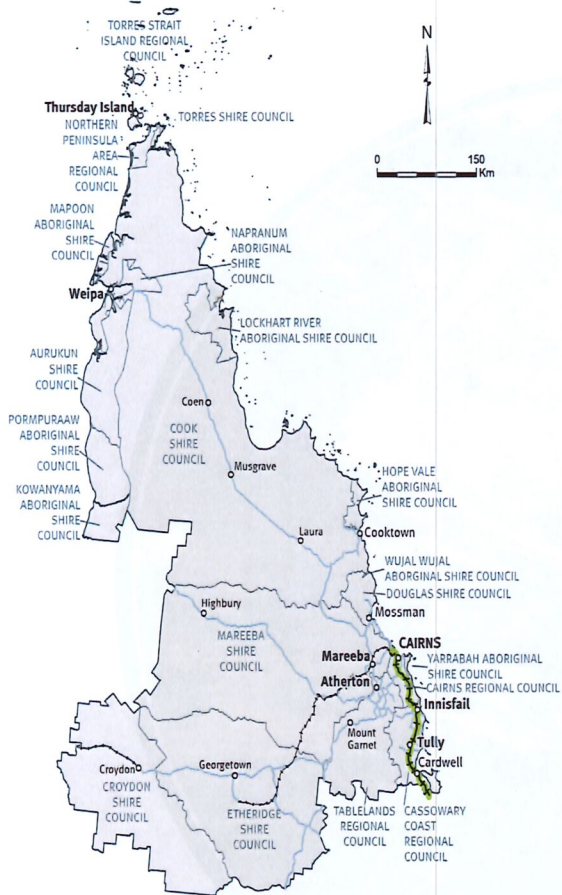 TORRES STRAIT
ISLAND REGIONAL
COUNCIL
N
Thursday Island
TORRES SHIRE COUNCIL
NORTHERN
PENINSULA
AREA
REGIONAL
COUNCIL
0 150
Km
MAPOON
ABORIGINAL
SHIRE
COUNCIL
NAPRANUM
ABORIGINAL
SHIRE
COUNCIL
Weipa
LOCKHART RIVER
ABORIGINAL SHIRE COUNCIL
AURUKUN
SHIRE
COUNCIL
Coen
PORMPURAAW
ABORIGINAL
SHIRE
COUNCIL
COOK
SHIRE
COUNCIL
Musgrave
KOWANYAMA
ABORIGINAL
SHIRE
COUNCIL
HOPE VALE
ABORIGINAL
SHIRE COUNCIL
Laura
Cooktown
WUJAL WUJAL
ABORGINAL SHIRE COUNCIL
DOUGLAS SHIRE COUNCIL
Highbury
Mossman
MAREEBA
SHIRE
COUNCIL
CAIRNS
Mareeba
YARRABAH ABORIGINAL
SHIRE COUNCIL
Atherton
CAIRNS REGIONAL COUNCIL
Innisfail
Mount
Garnet
Tully
Cardwell
Croydon
Georgetown
CROYDON
SHIRE
COUNCIL
ETHERIDGE
SHIRE
COUNCIL
TABLELANDS
REGIONAL
COUNCIL
CASSOWARY
COAST
REGIONAL
COUNCIL